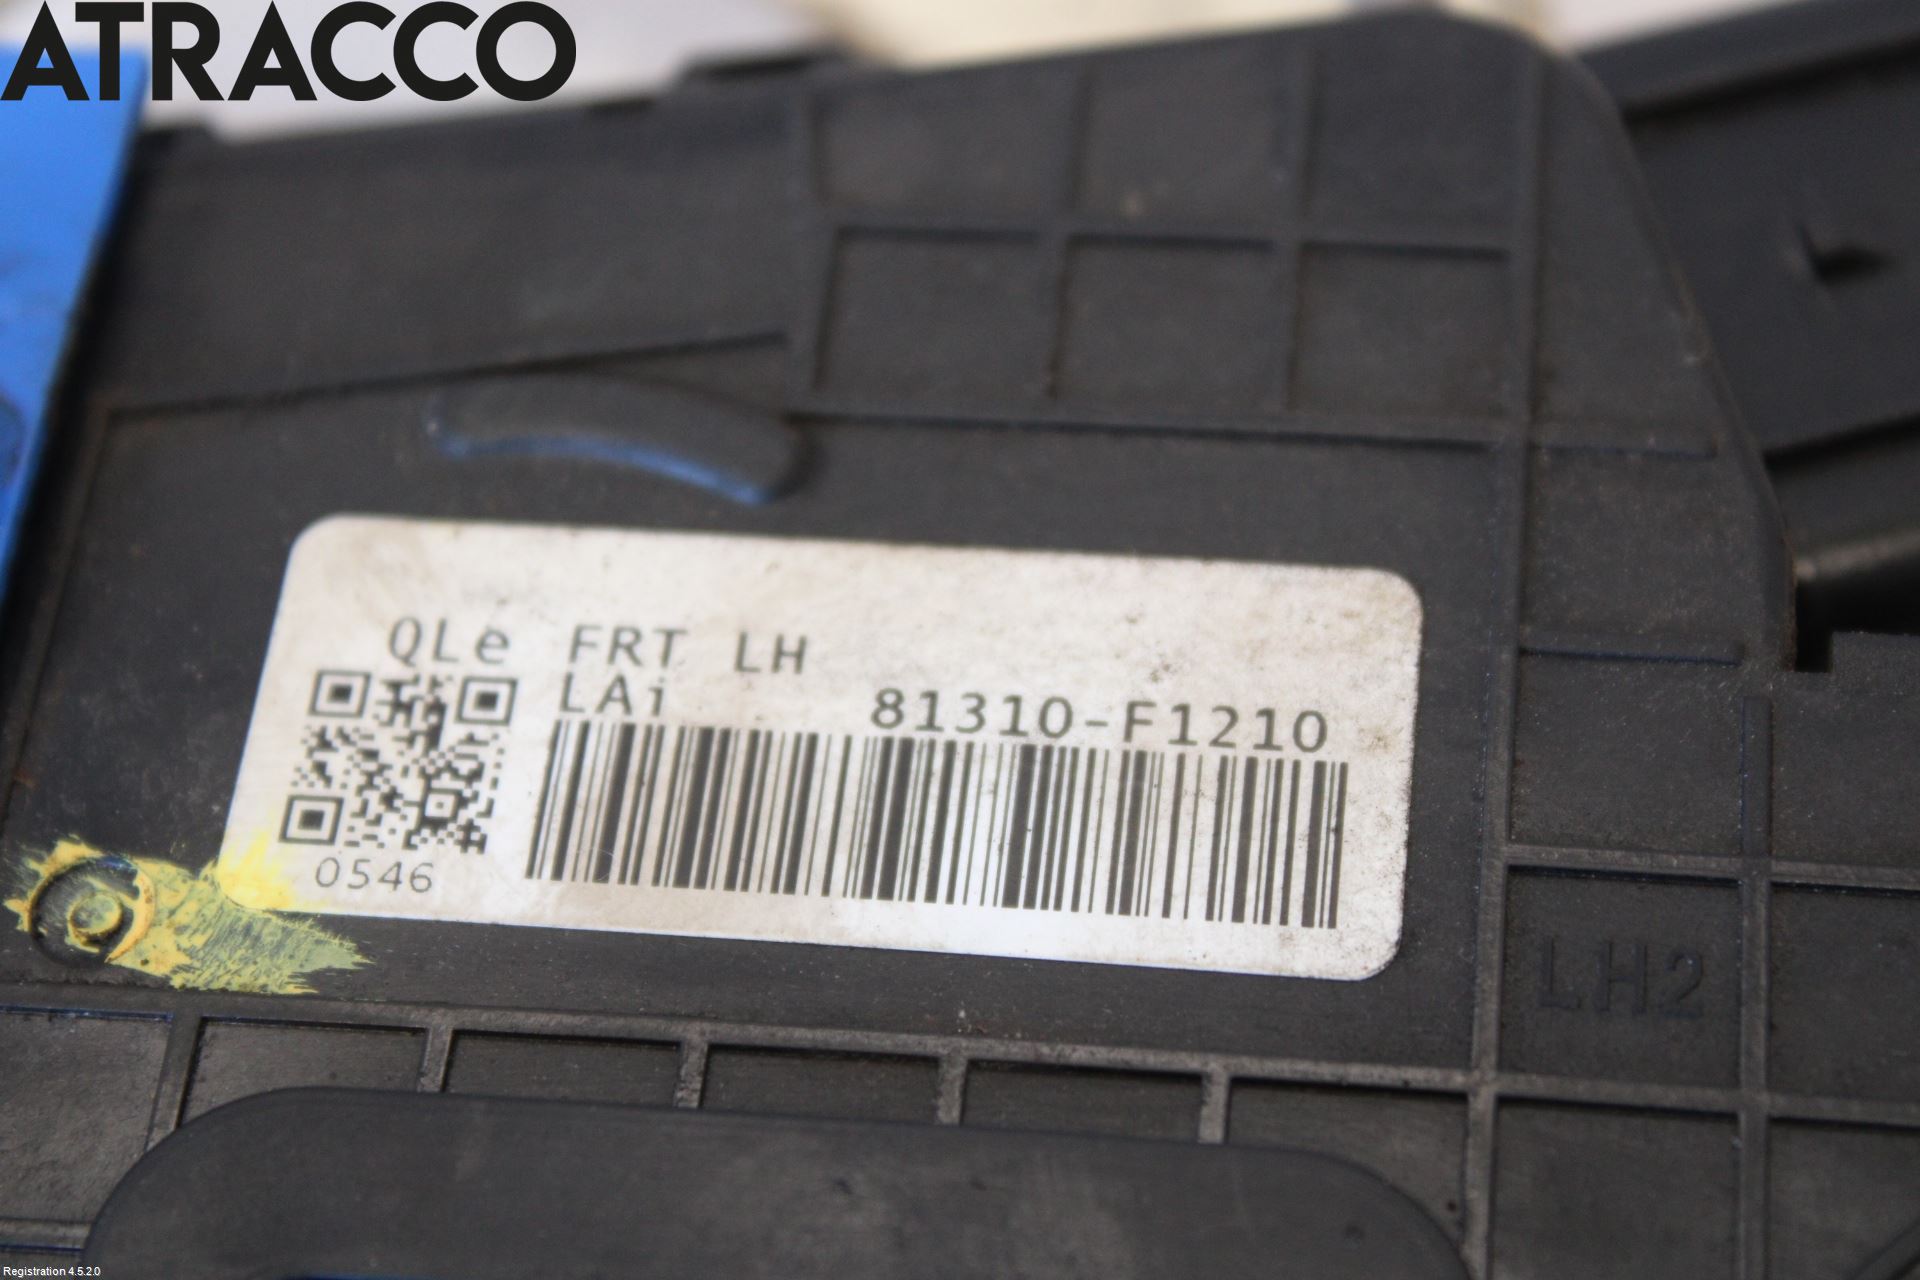 ATRACCO
QLe FRT LH
LAi 81310-F1210
0546
LH2
Registration 4.5.2.0